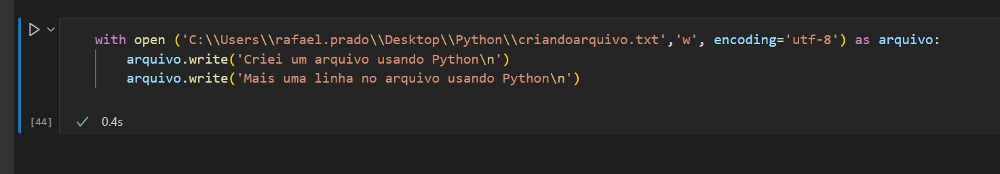 with open ('C:\\Users\\rafael.prado\\Desktop\\Python\\criandoarquivo.txt','w', encoding='utf-8') as arquivo:
    arquivo.write('Criei um arquivo usando Python\n')
    arquivo.write('Mais uma linha no arquivo usando Python\n')
[44] ✓ 0.4s